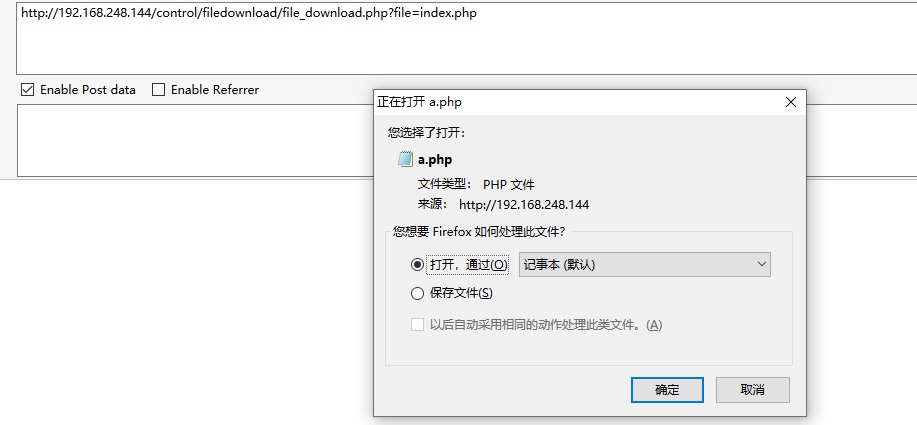 http://192.168.248.144/control/filedownload/file_download.php?file=index.php
Enable Post data Enable Referrer
正在打开 a.php
您选择了打开：
a.php
文件类型： PHP 文件
来源： http://192.168.248.144
您想要 Firefox 如何处理此文件？
打开，通过(O) 记事本 (默认)
保存文件(S)
以后自动采用相同的动作处理此类文件。(A)
确定 取消